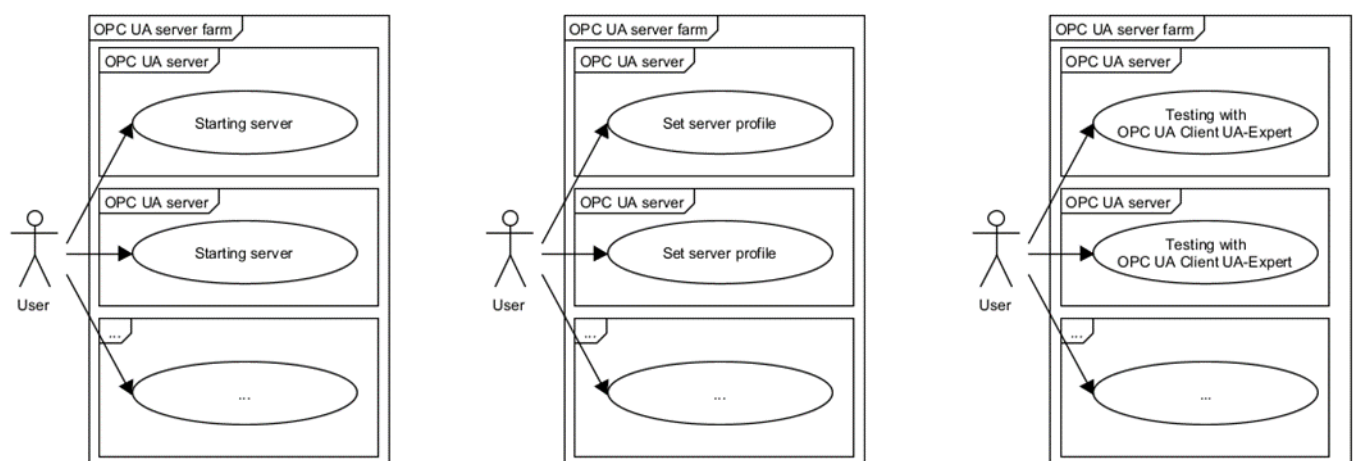 OPC UA server farm
OPC UA server
Starting server
OPC UA server
Starting server
User
...
...
OPC UA server farm
OPC UA server
Set server profile
OPC UA server
Set server profile
User
...
...
OPC UA server farm
OPC UA server
Testing with
OPC UA Client UA-Expert
OPC UA server
Testing with
OPC UA Client UA-Expert
User
...
...